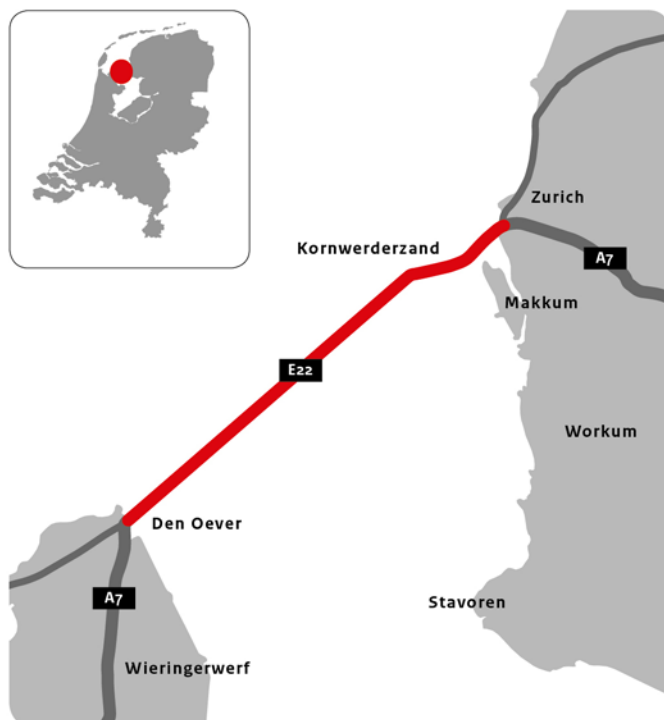 Zurich
Kornwerderzand
A7
Makkum
E22
Workum
Den Oever
A7
Stavoren
Wieringerwerf